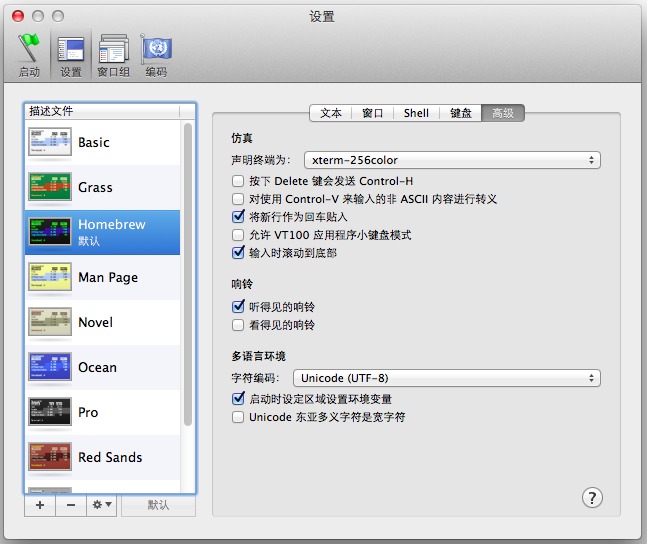 设置
启动
设置
窗口组
编码
描述文件
Basic
Grass
Homebrew
默认
Man Page
Novel
Ocean
Pro
Red Sands
默认
文本
窗口
Shell
键盘
高级
仿真
声明终端为: xterm-256color
按下 Delete 键会发送 Control-H
对使用 Control-V 来输入的非 ASCII 内容进行转义
将新行作为回车贴入
允许 VT100 应用程序小键盘模式
输入时滚动到底部
响铃
听得见的响铃
看得见的响铃
多语言环境
字符编码: Unicode (UTF-8)
启动时设定区域设置环境变量
Unicode 东亚多义字符是宽字符
?